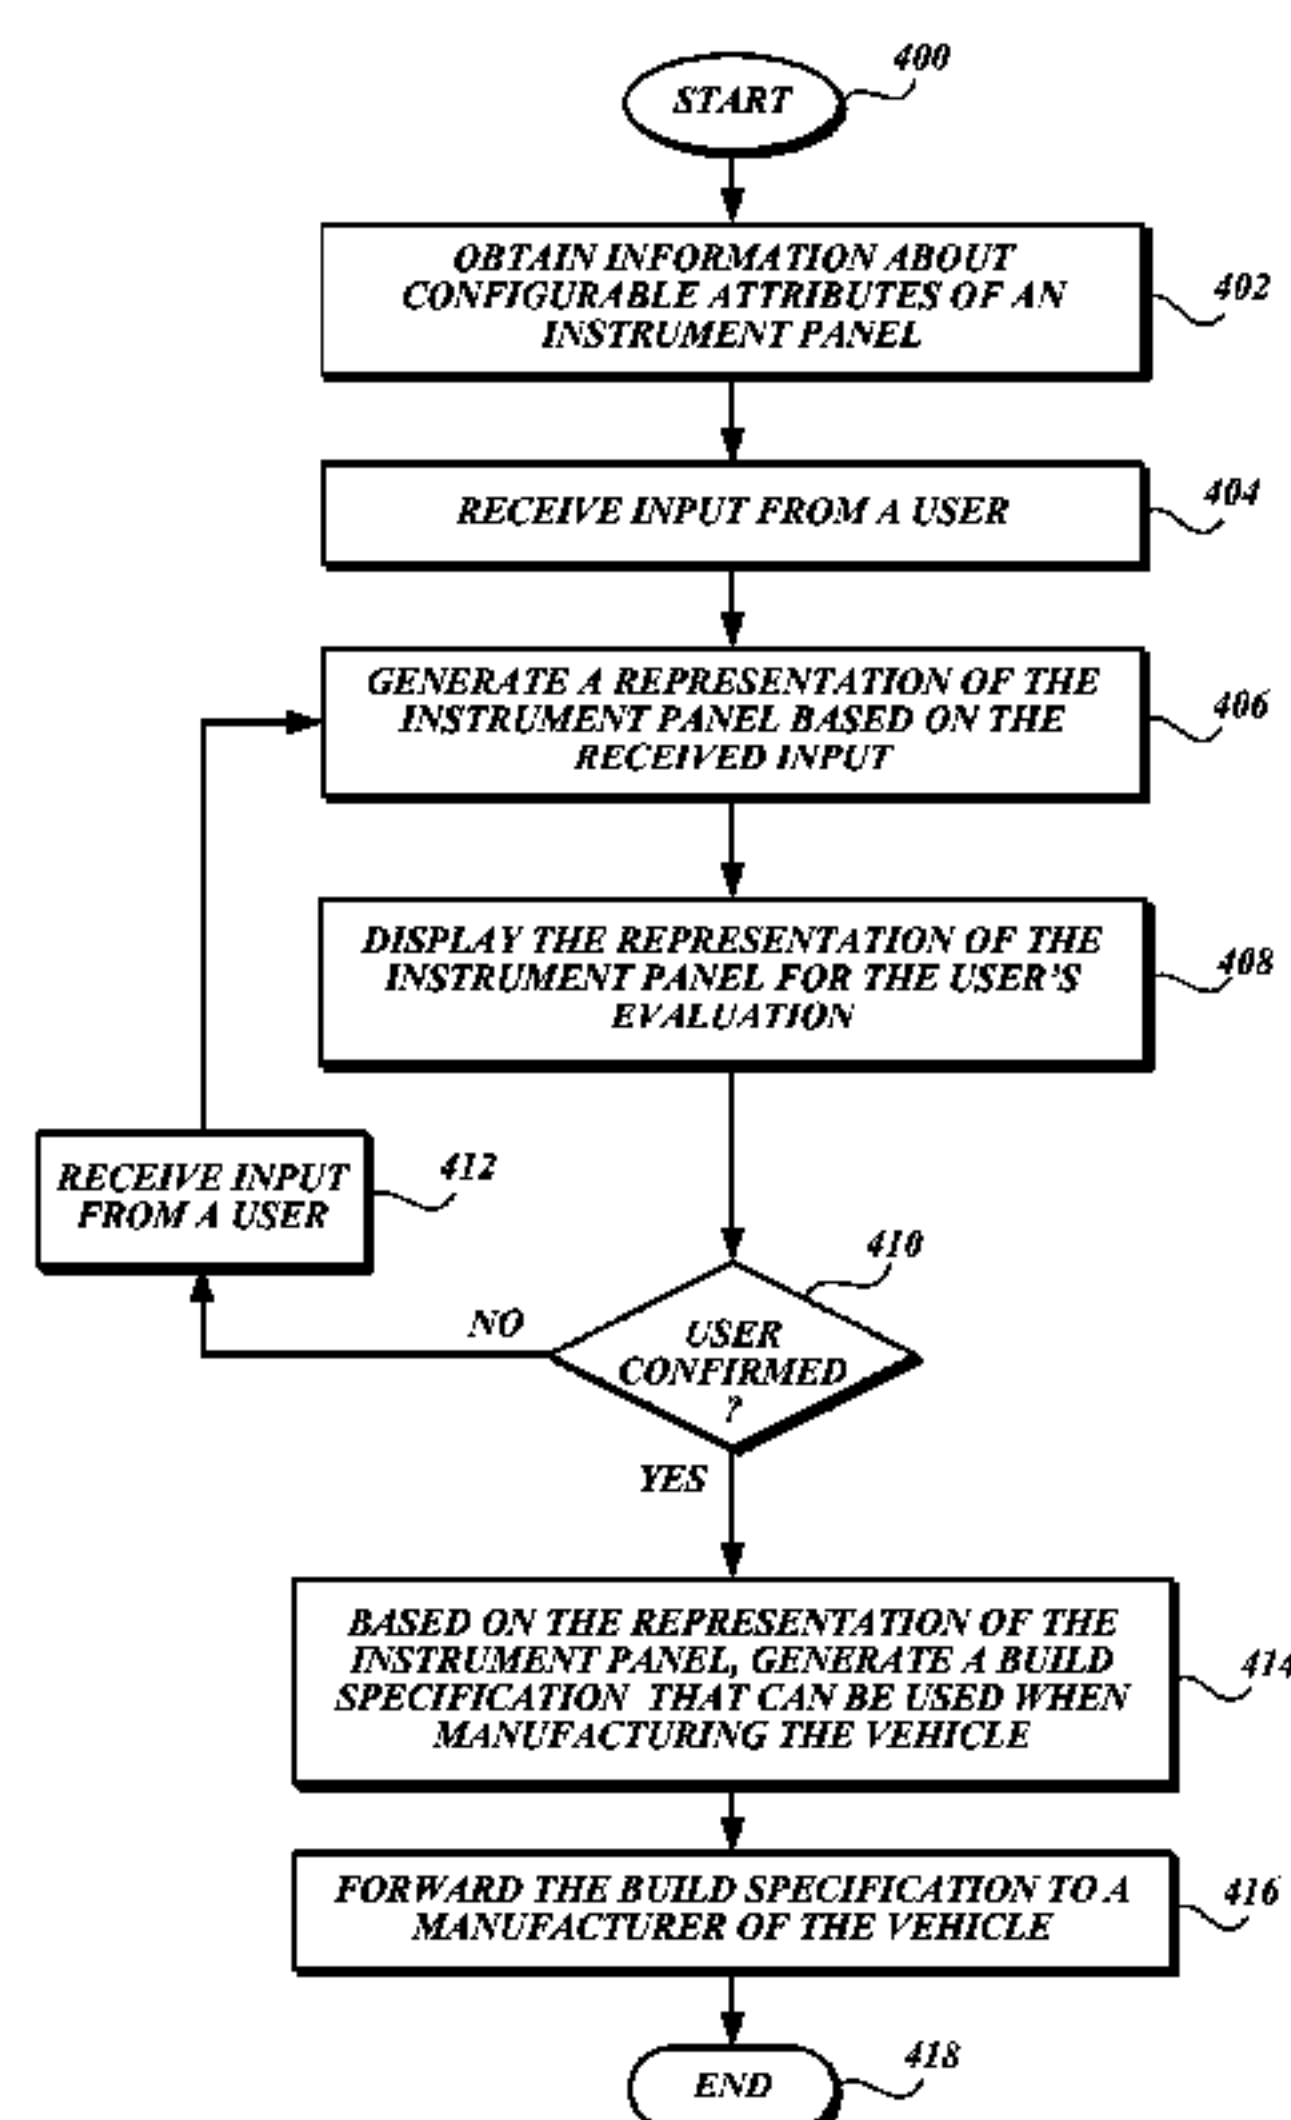 400
START
OBTAIN INFORMATION ABOUT
CONFIGURABLE ATTRIBUTES OF AN
INSTRUMENT PANEL
402
RECEIVE INPUT FROM A USER
404
GENERATE A REPRESENTATION OF THE
INSTRUMENT PANEL BASED ON THE
RECEIVED INPUT
406
DISPLAY THE REPRESENTATION OF THE
INSTRUMENT PANEL FOR THE USER'S
EVALUATION
408
RECEIVE INPUT
FROM A USER
412
410
USER
CONFIRMED
?
NO
YES
BASED ON THE REPRESENTATION OF THE
INSTRUMENT PANEL, GENERATE A BUILD
SPECIFICATION THAT CAN BE USED WHEN
MANUFACTURING THE VEHICLE
414
FORWARD THE BUILD SPECIFICATION TO A
MANUFACTURER OF THE VEHICLE
416
END
418